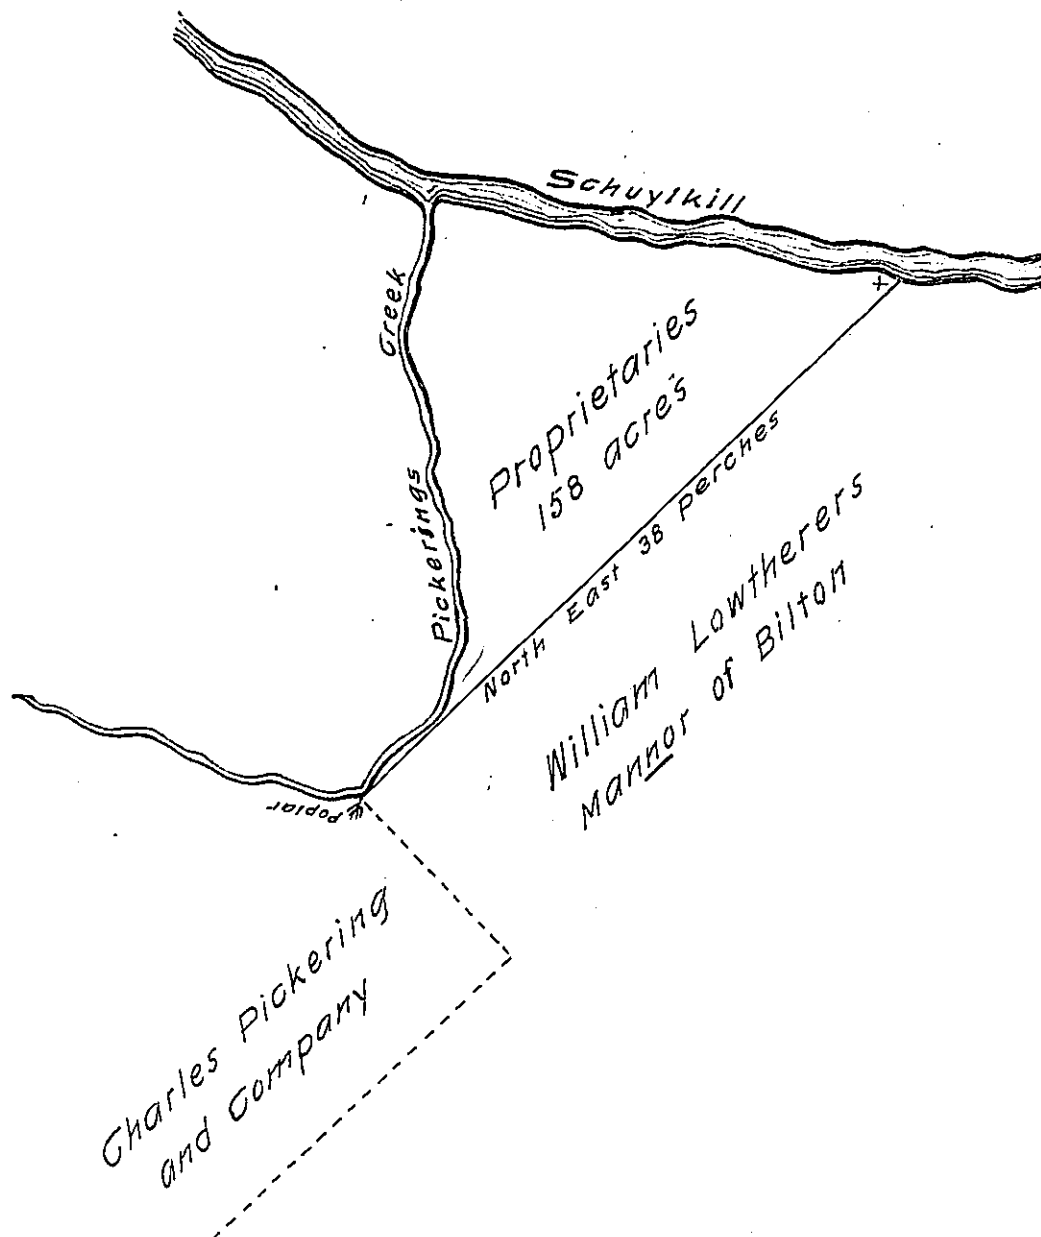 Schuylkill
Creek
Pickerings
Proprietaries
158 acres
North East 38 Perches
William Lowtherers
Mannor of Bilton
Poplar
Charles Pickering
and Company